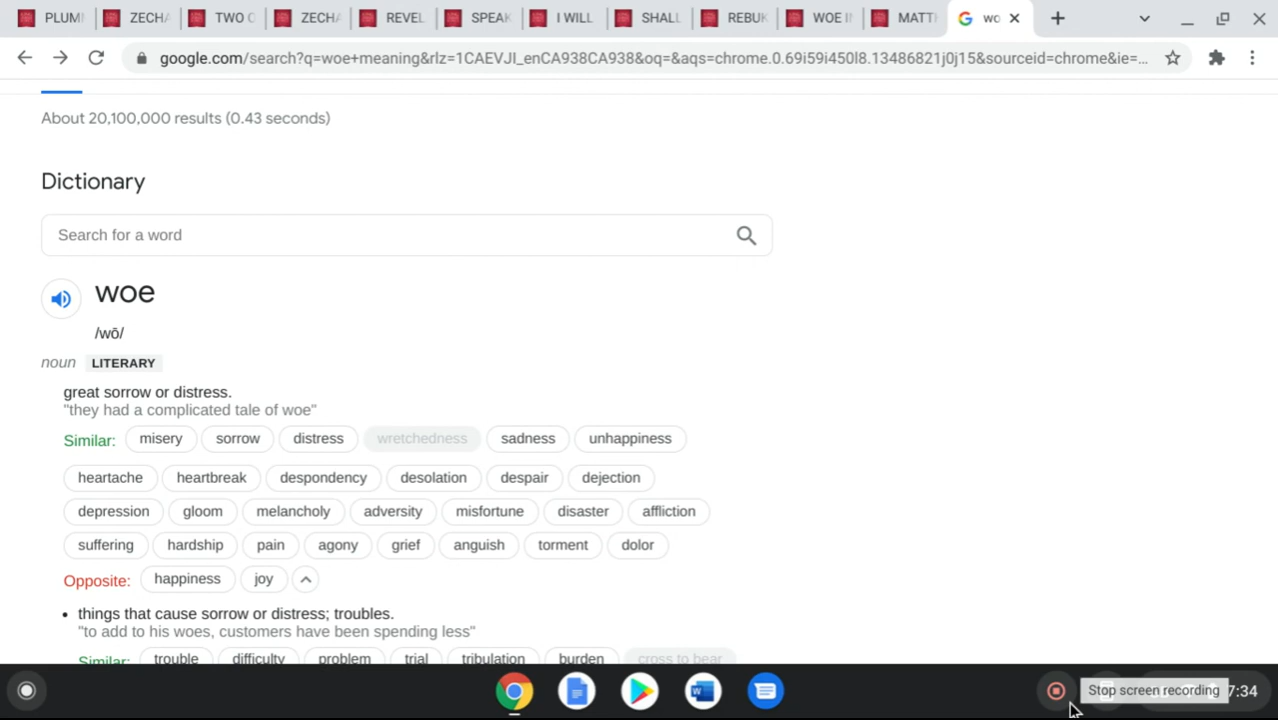 PLUM ZECHA TWO C ZECHA REVEL SPEAK I WILL SHALL REBUK WOE I MATT wo
google.com/search?q=woe+meaning&rlz=1CAEVJI_enCA938CA938&oq=&aqs=chrome.0.69i59i450l8.13486821j0j15&sourceid=chrome&ie=...
About 20,100,000 results (0.43 seconds)
Dictionary
Search for a word
woe
/wō/
noun LITERARY
great sorrow or distress.
"they had a complicated tale of woe"
Similar: misery sorrow distress wretchedness sadness unhappiness
heartache heartbreak despondency desolation despair dejection
depression gloom melancholy adversity misfortune disaster affliction
suffering hardship pain agony grief anguish torment dolor
Opposite: happiness joy
• things that cause sorrow or distress; troubles.
"to add to his woes, customers have been spending less"
Similar: trouble difficulty problem trial tribulation burden cross to bear
Stop screen recording 7:34